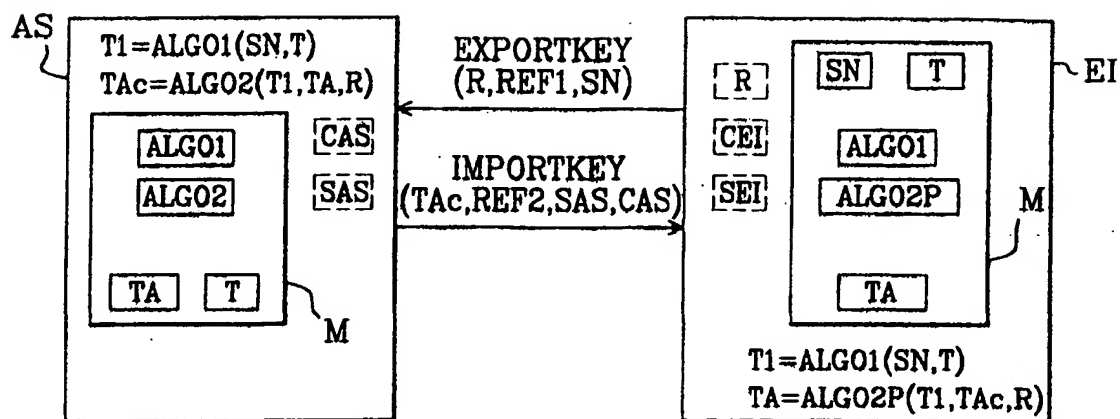 AS
T1=ALGO1(SN,T)
TAc=ALGO2(T1,TA,R)
ALGO1
ALGO2
TA T
M
CAS
SAS
EXPORTKEY
(R,REF1,SN)
IMPORTKEY
(TAc,REF2,SAS,CAS)
R
CEI
SEI
SN T
ALGO1
ALGO2P
TA
M
EI
T1=ALGO1(SN,T)
TA=ALGO2P(T1,TAc,R)